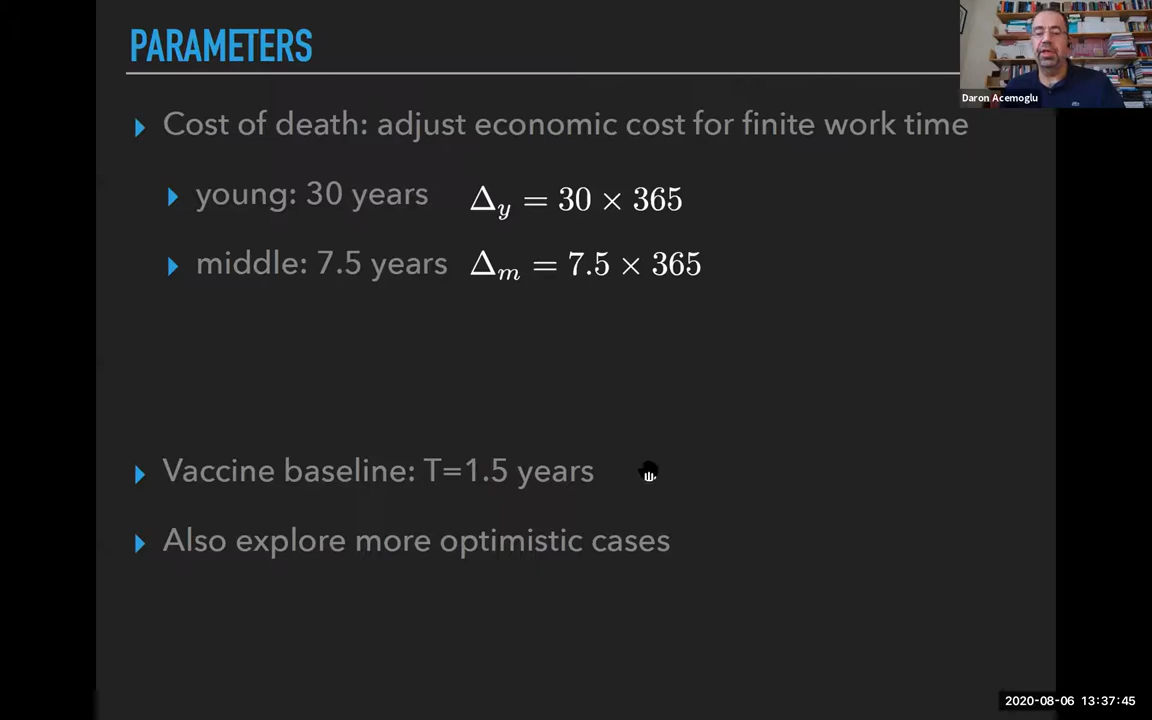 PARAMETERS
Daron Acemoglu
Cost of death: adjust economic cost for finite work time
young: 30 years Δy = 30 × 365
middle: 7.5 years Δm = 7.5 × 365
Vaccine baseline: T=1.5 years
Also explore more optimistic cases
2020-08-06 13:37:45